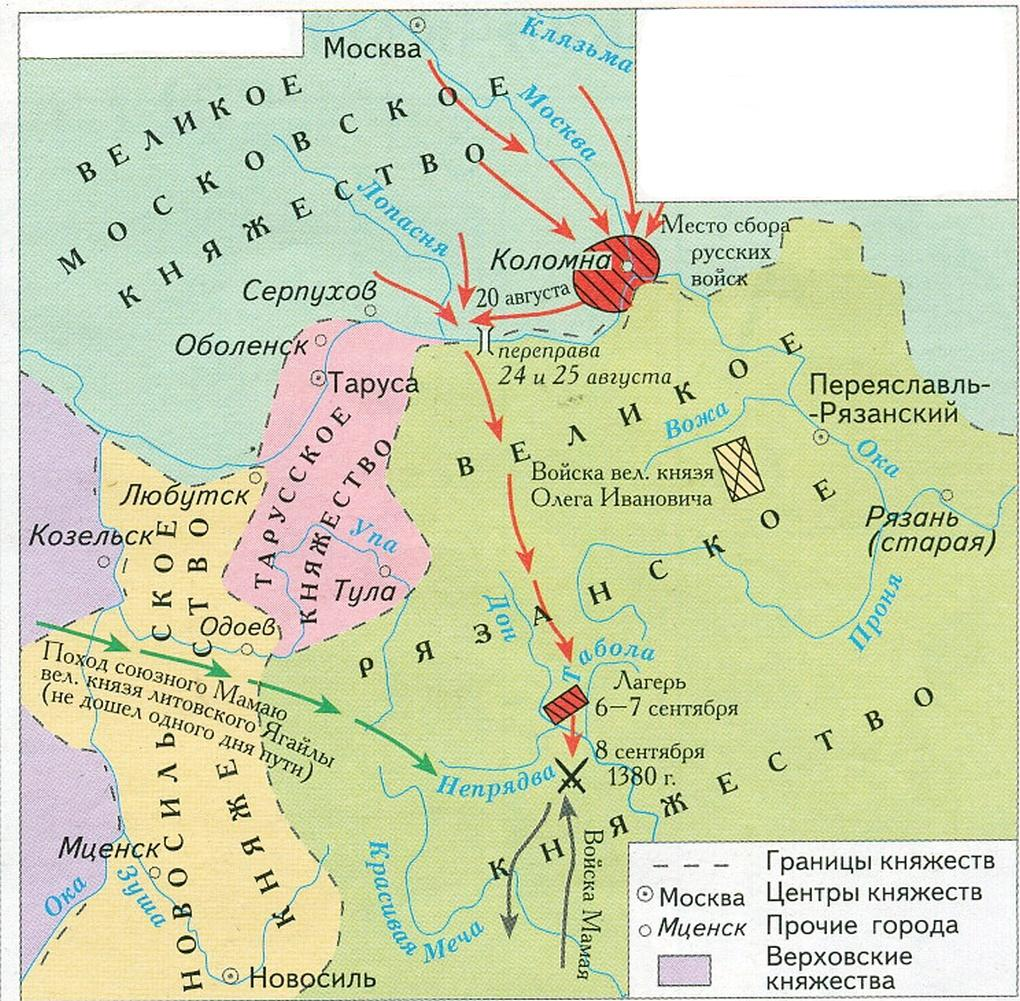 Москва
Клязьма
ВЕЛИКОЕ
МОСКОВСКОЕ
КНЯЖЕСТВО
Москва
Лопасня
Место сбора
русских
войск
Коломна
20 августа
Серпухов
Оболенск
переправа
24 и 25 августа
Таруса
Переяславль-
-Рязанский
ВЕЛИКОЕ
Вожа
Ока
Войска вел. князя
Олега Ивановича
Любутск
ТАРУССКОЕ
КНЯЖЕСТВО
Козельск
Рязань
(старая)
Упа
Тула
Одоев
Дон
Проня
РЯЗАНСКОЕ
КНЯЖЕСТВО
Табола
Лагерь
6–7 сентября
Поход союзного Мамаю
вел. князя литовского Ягайлы
(не дошел одного дня пути)
8 сентября
1380 г.
Непрядва
НОВОСИЛЬСКОЕ
КНЯЖЕСТВО
Мценск
Зуша
Ока
Красивая Меча
Войска Мамая
Новосиль
Границы княжеств
Москва Центры княжеств
Мценск Прочие города
Верховские
княжества